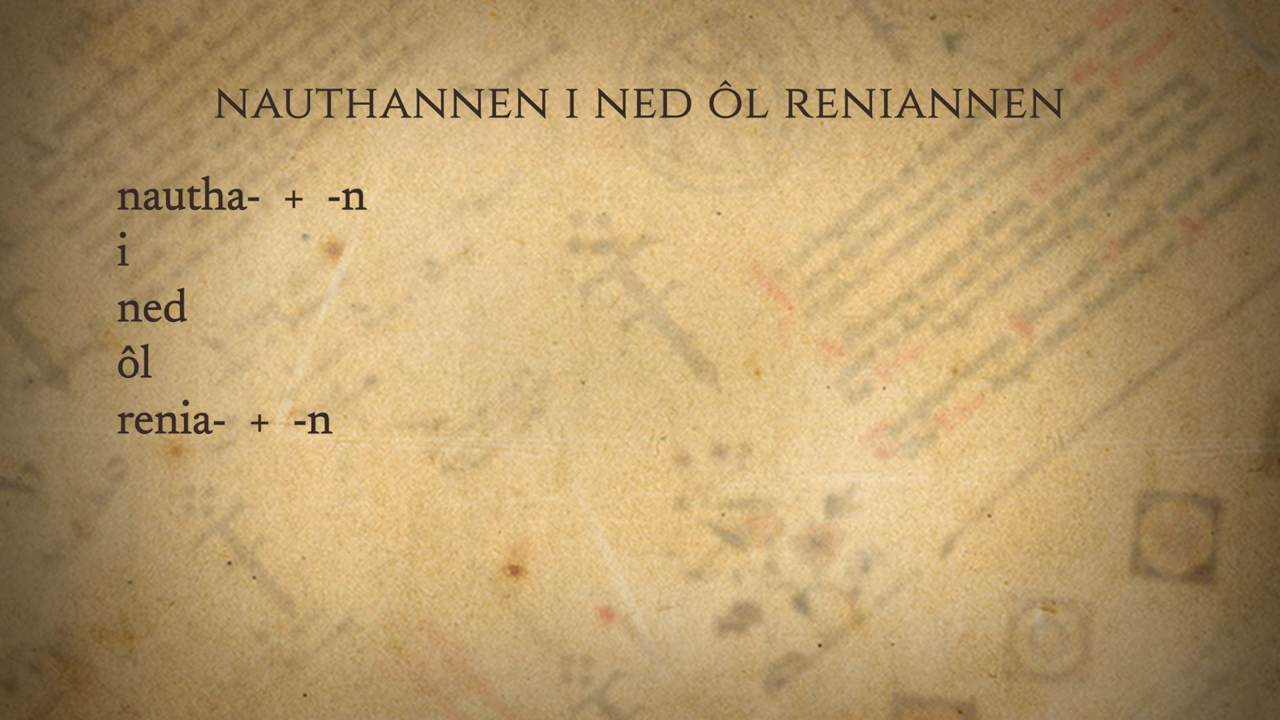 NAUTHANNEN I NED ÔL RENIANNEN
nautha- + -n
i
ned
ôl
renia- + -n